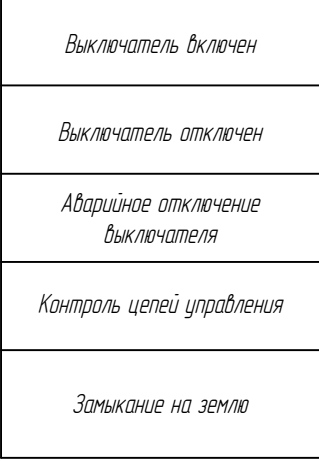 Выключатель включен
Выключатель отключен
Аварийное отключение
выключателя
Контроль цепей управления
Замыкание на землю